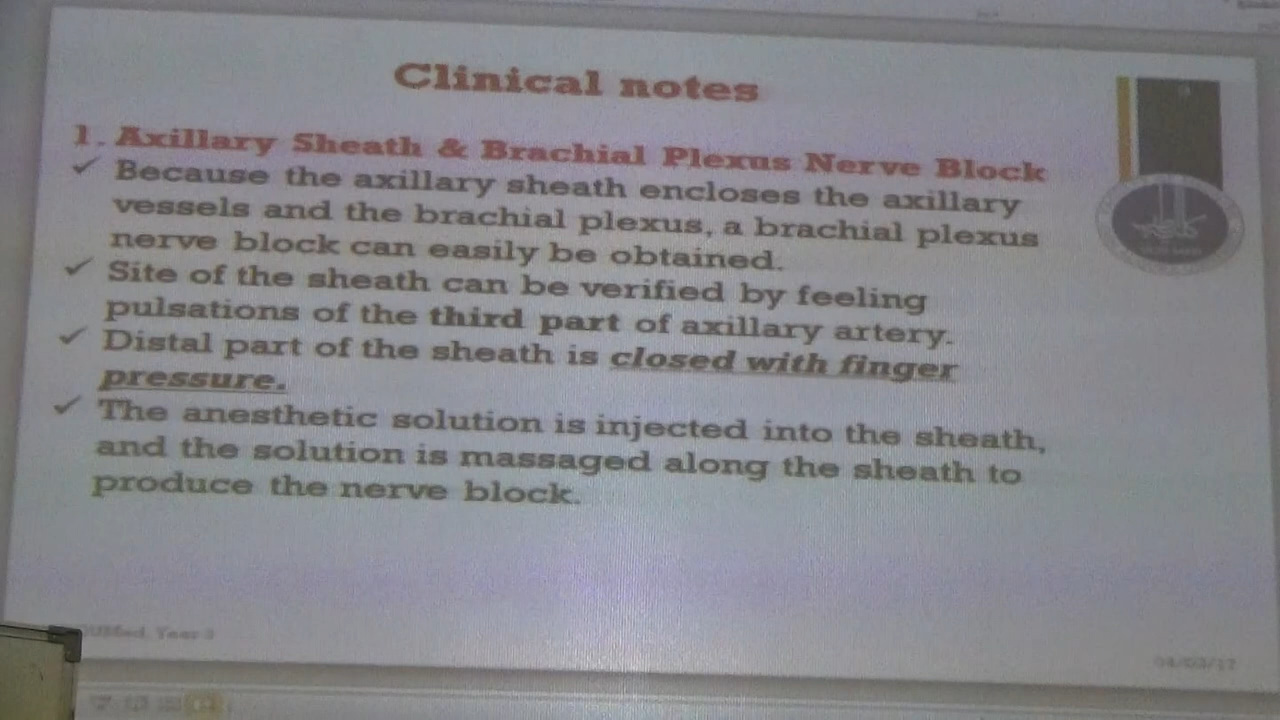 Clinical notes
1. Axillary Sheath & Brachial Plexus Nerve Block
✓ Because the axillary sheath encloses the axillary
vessels and the brachial plexus, a brachial plexus
nerve block can easily be obtained.
✓ Site of the sheath can be verified by feeling
pulsations of the third part of axillary artery.
✓ Distal part of the sheath is closed with finger
pressure.
✓ The anesthetic solution is injected into the sheath,
and the solution is massaged along the sheath to
produce the nerve block.
Year 3